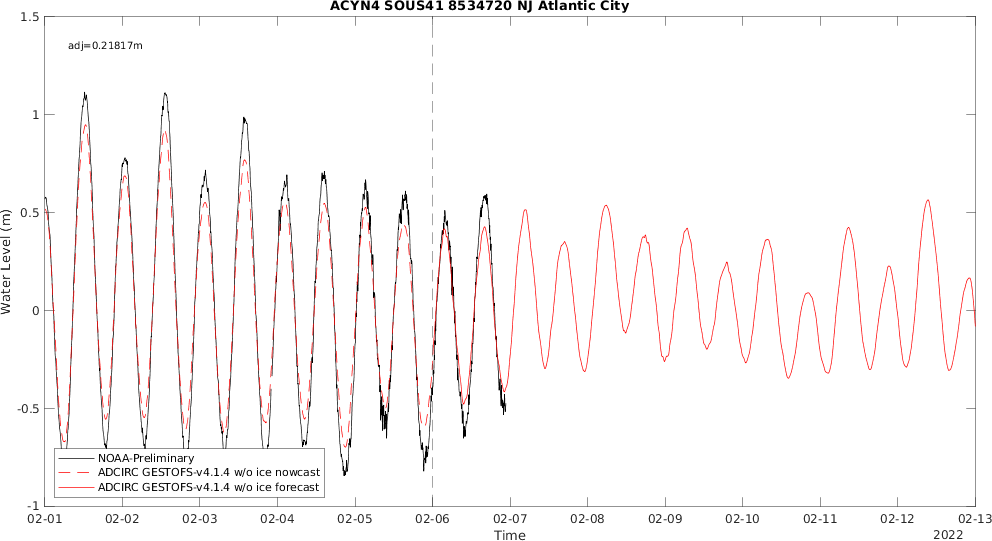 ACYN4 SOUS41 8534720 NJ Atlantic City
adj=0.21817m
Water Level (m)
1.5
1
0.5
0
-0.5
-1
NOAA-Preliminary
ADCIRC GESTOFS-v4.1.4 w/o ice nowcast
ADCIRC GESTOFS-v4.1.4 w/o ice forecast
02-01 02-02 02-03 02-04 02-05 02-06 02-07 02-08 02-09 02-10 02-11 02-12 02-13
Time
2022